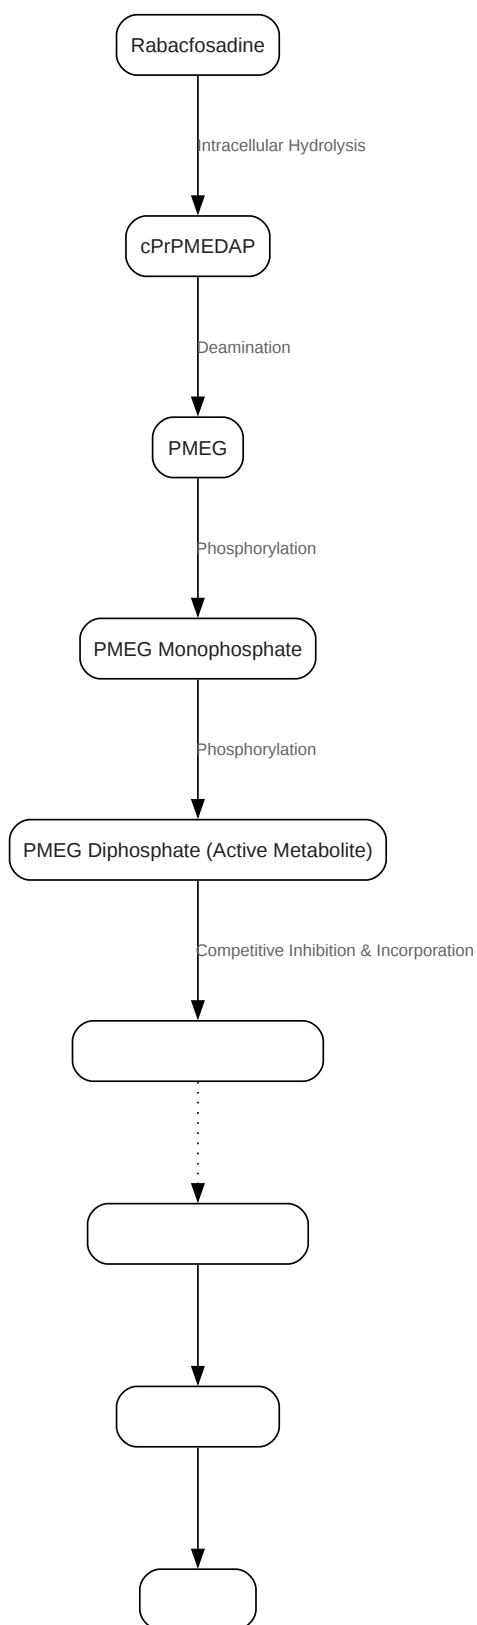 Rabacfosadine
Intracellular Hydrolysis
cPrPMEDAP
Deamination
PMEG
Phosphorylation
PMEG Monophosphate
Phosphorylation
PMEG Diphosphate (Active Metabolite)
Competitive Inhibition & Incorporation